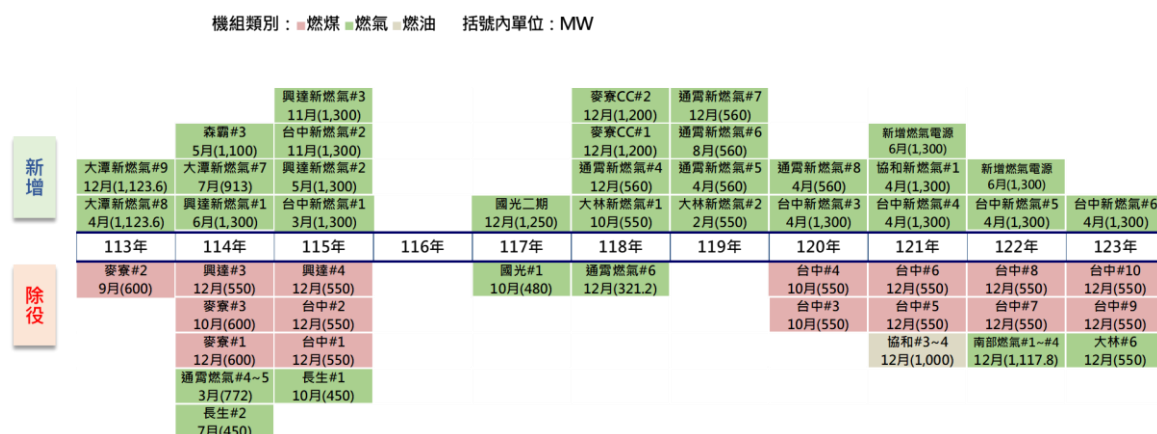 機組類別：燃煤 燃氣 燃油 括號內單位：MW
新增
大潭新燃氣#9
12月(1,123.6)
大潭新燃氣#8
4月(1,123.6)
森霸#3
5月(1,100)
大潭新燃氣#7
7月(913)
興達新燃氣#1
6月(1,300)
興達新燃氣#3
11月(1,300)
台中新燃氣#2
11月(1,300)
興達新燃氣#2
5月(1,300)
台中新燃氣#1
3月(1,300)
國光二期
12月(1,250)
麥寮CC#2
12月(1,200)
麥寮CC#1
12月(1,200)
通霄新燃氣#4
12月(560)
大林新燃氣#1
10月(550)
通霄新燃氣#7
12月(560)
通霄新燃氣#6
8月(560)
通霄新燃氣#5
4月(560)
大林新燃氣#2
2月(550)
通霄新燃氣#8
4月(560)
台中新燃氣#3
4月(1,300)
新增燃氣電源
6月(1,300)
協和新燃氣#1
4月(1,300)
台中新燃氣#4
4月(1,300)
新增燃氣電源
6月(1,300)
台中新燃氣#5
4月(1,300)
台中新燃氣#6
4月(1,300)
113年 114年 115年 116年 117年 118年 119年 120年 121年 122年 123年
除役
麥寮#2
9月(600)
興達#3
12月(550)
麥寮#3
10月(600)
麥寮#1
12月(600)
通霄燃氣#4~5
3月(772)
長生#2
7月(450)
興達#4
12月(550)
台中#2
12月(550)
台中#1
12月(550)
長生#1
10月(450)
國光#1
10月(480)
通霄燃氣#6
12月(321.2)
台中#4
10月(550)
台中#3
10月(550)
台中#6
12月(550)
台中#5
12月(550)
協和#3~4
12月(1,000)
台中#8
12月(550)
台中#7
12月(550)
南部燃氣#1~#4
12月(1,117.8)
台中#10
12月(550)
台中#9
12月(550)
大林#6
12月(550)